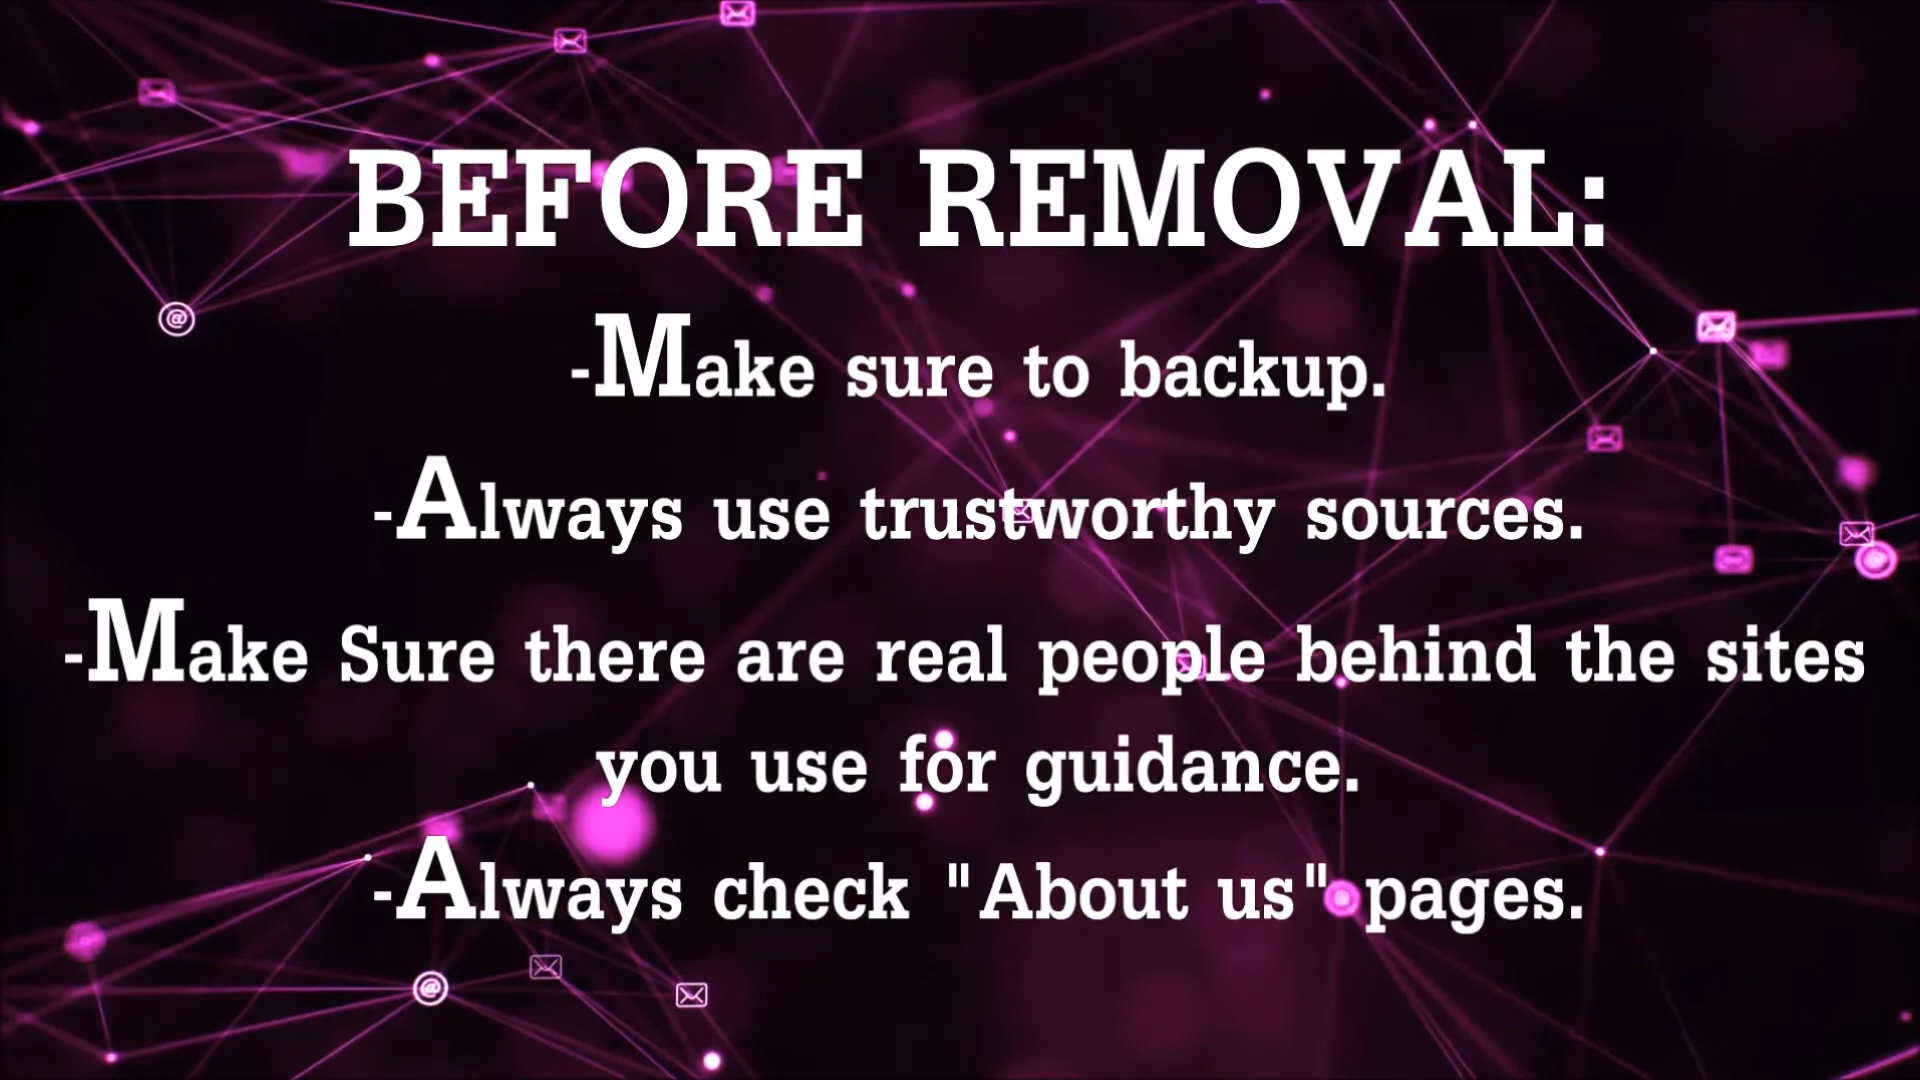 BEFORE REMOVAL:
-Make sure to backup.
-Always use trustworthy sources.
-Make Sure there are real people behind the sites
you use for guidance.
-Always check "About us" pages.